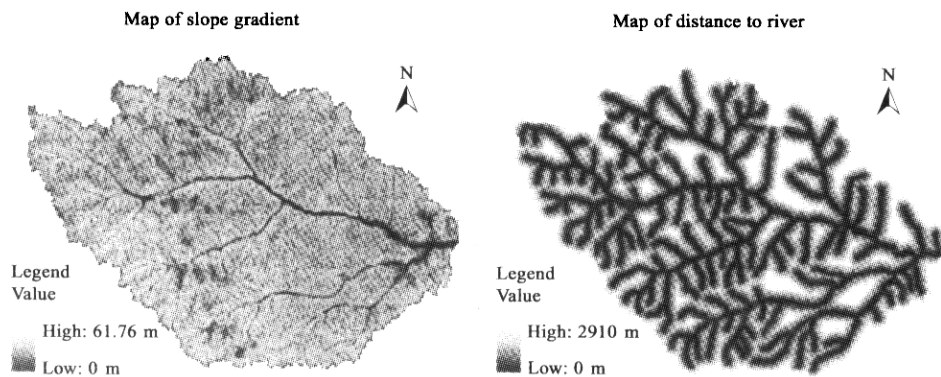 Map of slope gradient
Map of distance to river
N
N
Legend
Value
High: 61.76 m
Low: 0 m
Legend
Value
High: 2910 m
Low: 0 m